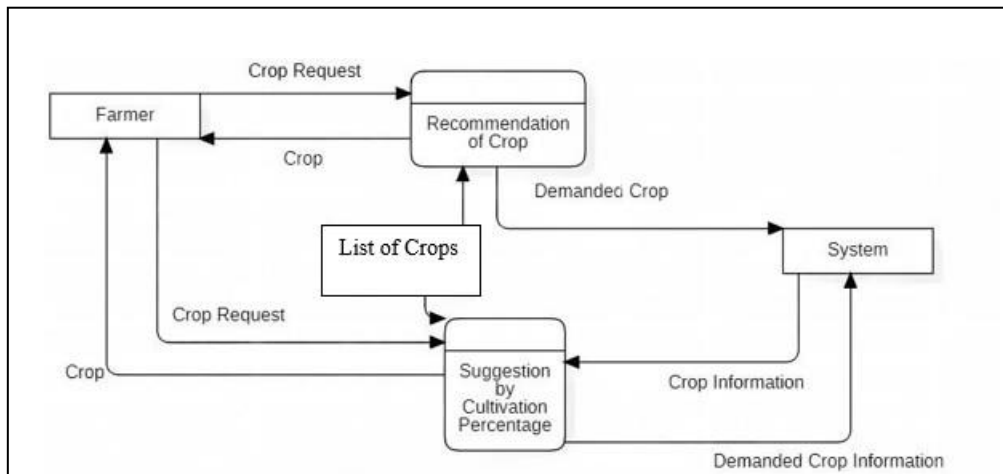 Crop Request
Farmer
Recommendation
of Crop
Crop
Demanded Crop
List of Crops
System
Crop Request
Crop
Suggestion
by
Cultivation
Percentage
Crop Information
Demanded Crop Information